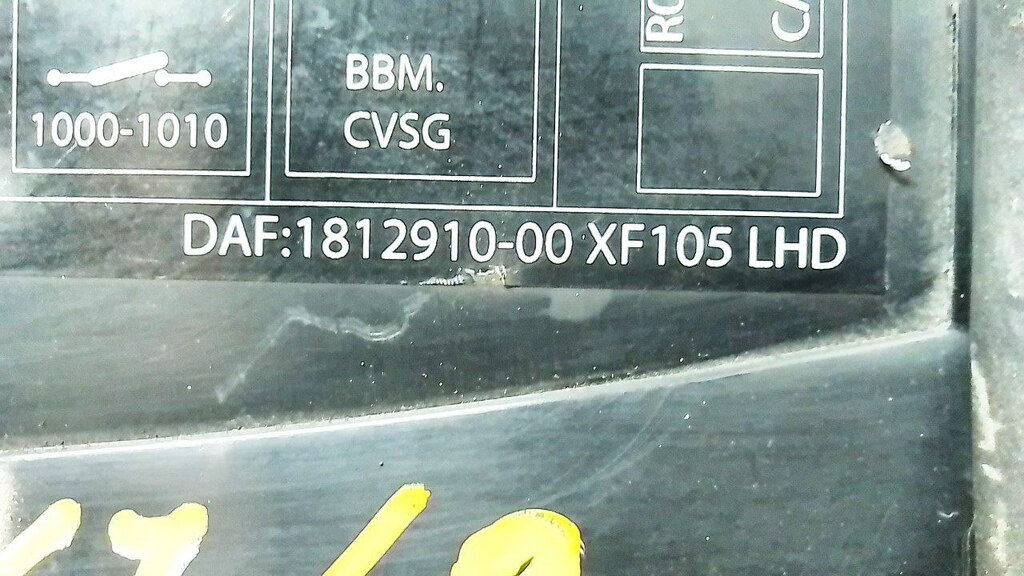 1000-1010
BBM.
CVSG
DAF:1812910-00 XF105 LHD